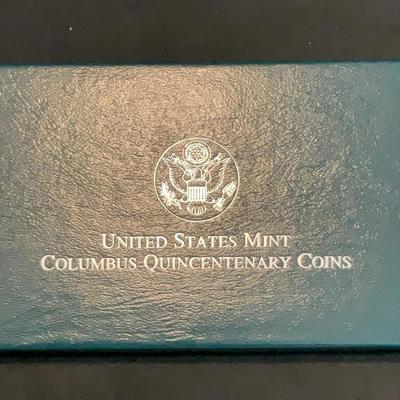 UNITED STATES MINT
COLUMBUS QUINCENTENARY COINS